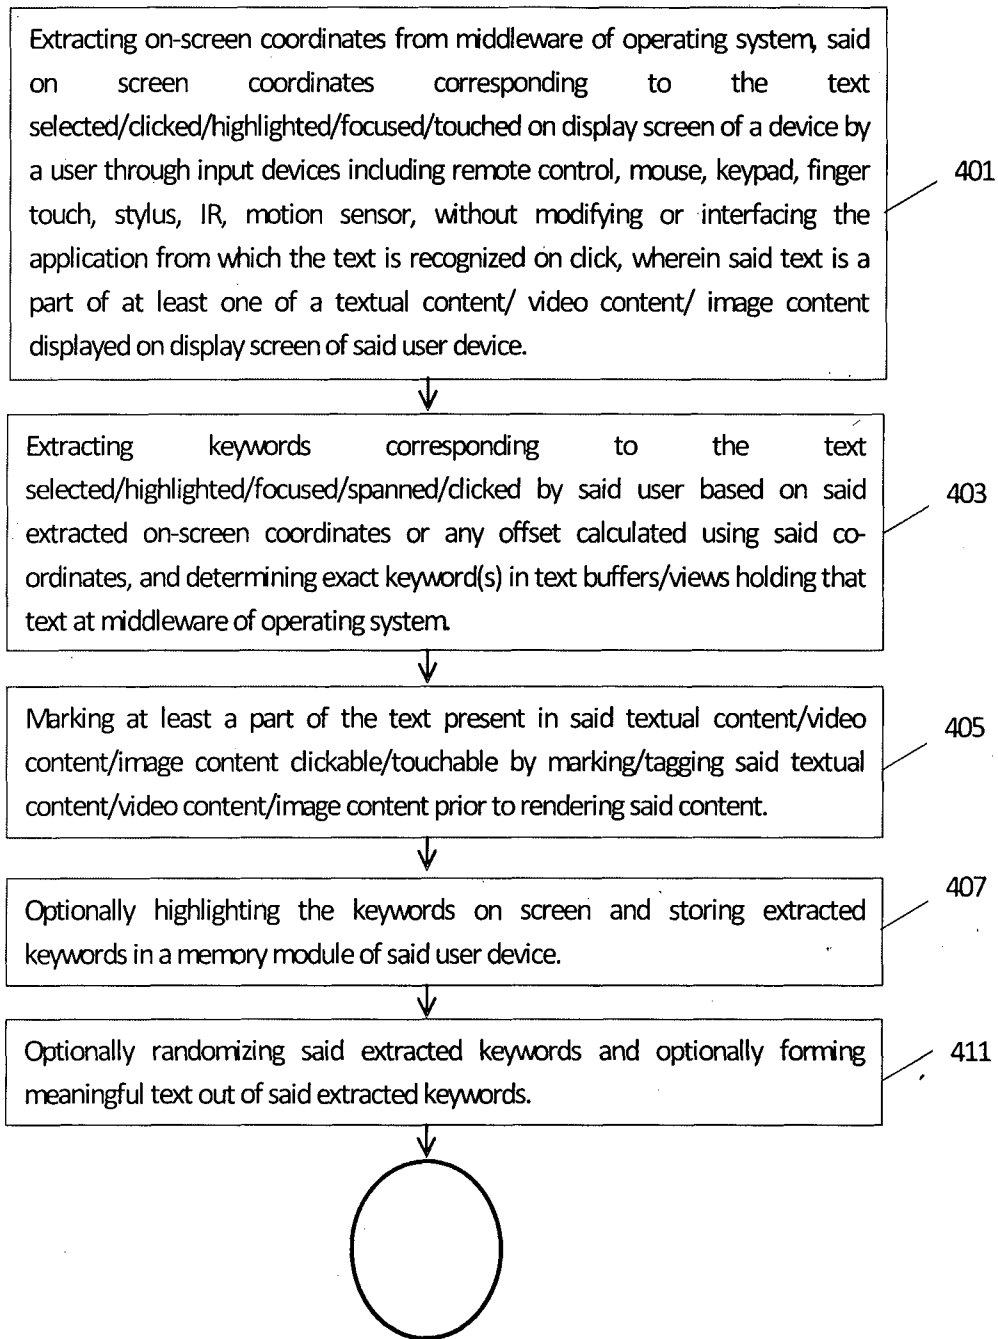 Extracting on-screen coordinates from middleware of operating system, said
on screen coordinates corresponding to the text
selected/clicked/highlighted/focused/touched on display screen of a device by
a user through input devices including remote control, mouse, keypad, finger
touch, stylus, IR, motion sensor, without modifying or interfacing the
application from which the text is recognized on click, wherein said text is a
part of at least one of a textual content/ video content/ image content
displayed on display screen of said user device.
401
Extracting keywords corresponding to the text
selected/highlighted/focused/spanned/clicked by said user based on said
extracted on-screen coordinates or any offset calculated using said co-
ordinates, and determining exact keyword(s) in text buffers/views holding that
text at middleware of operating system.
403
Marking at least a part of the text present in said textual content/video
content/image content clickable/touchable by marking/tagging said textual
content/video content/image content prior to rendering said content.
405
Optionally highlighting the keywords on screen and storing extracted
keywords in a memory module of said user device.
407
Optionally randomizing said extracted keywords and optionally forming
meaningful text out of said extracted keywords.
411